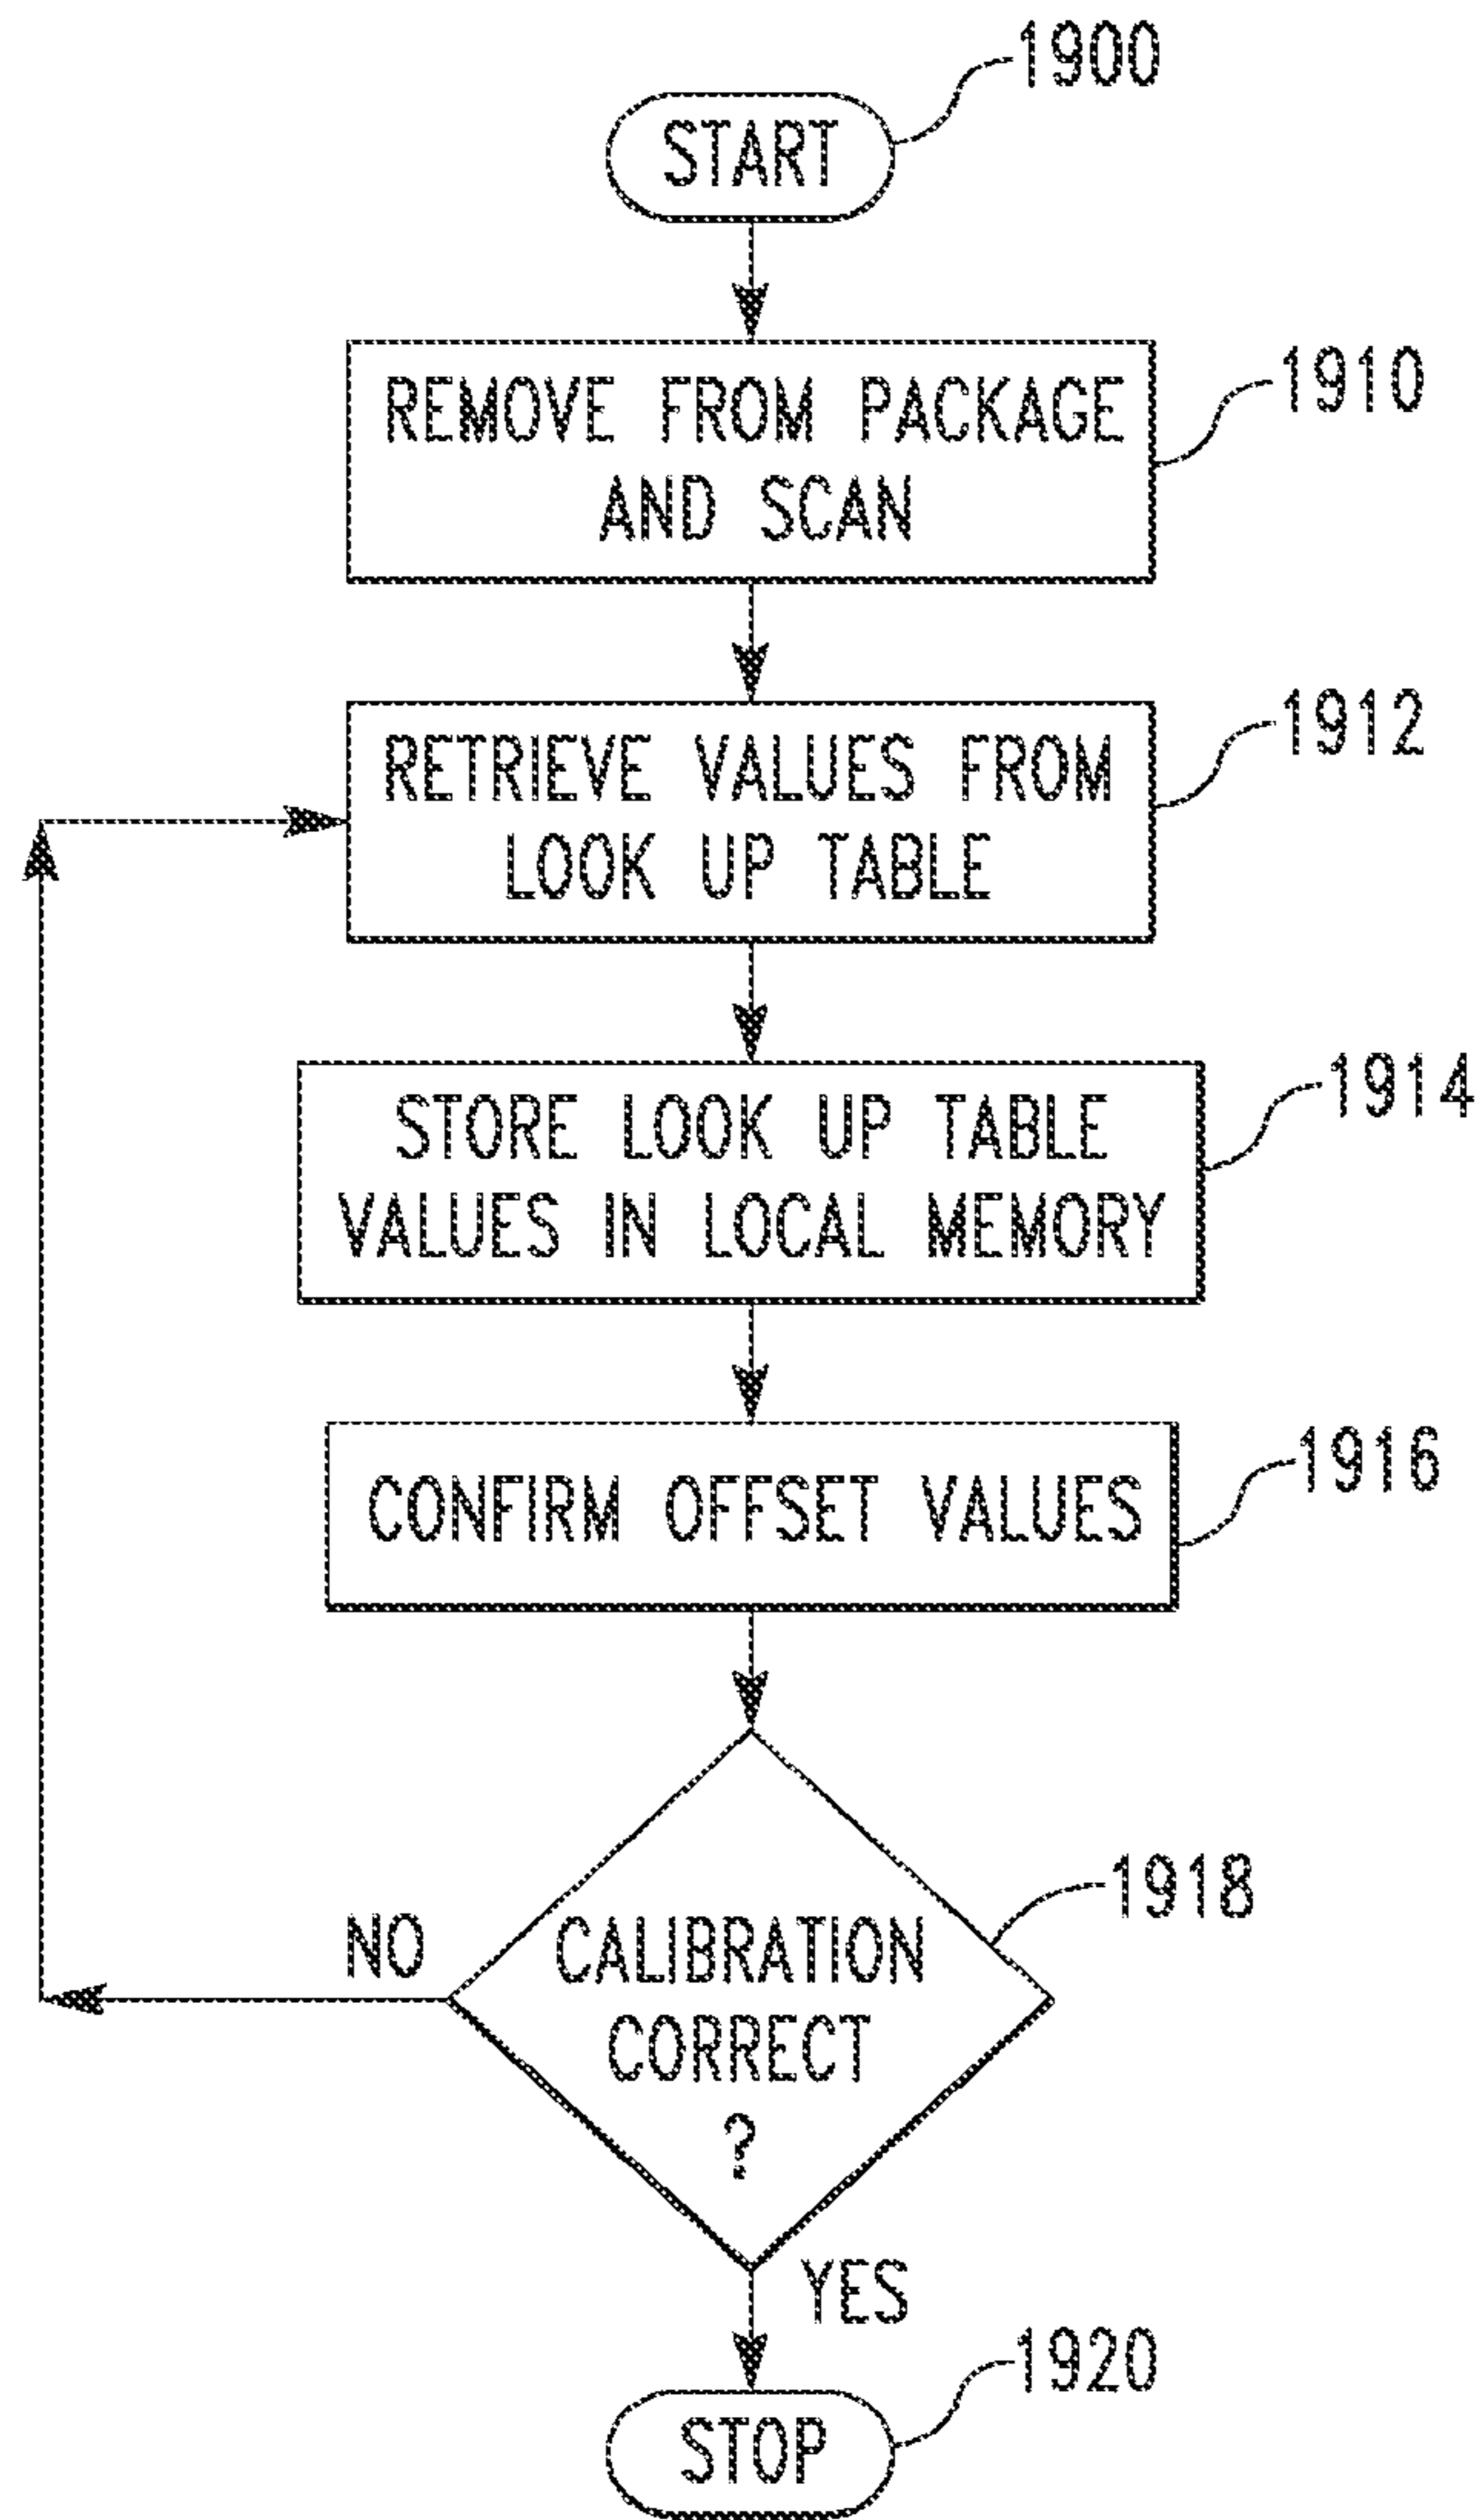 1900
START
1910
REMOVE FROM PACKAGE
AND SCAN
1912
RETRIEVE VALUES FROM
LOOK UP TABLE
1914
STORE LOOK UP TABLE
VALUES IN LOCAL MEMORY
1916
CONFIRM OFFSET VALUES
1918
NO
CALIBRATION
CORRECT
?
YES
1920
STOP